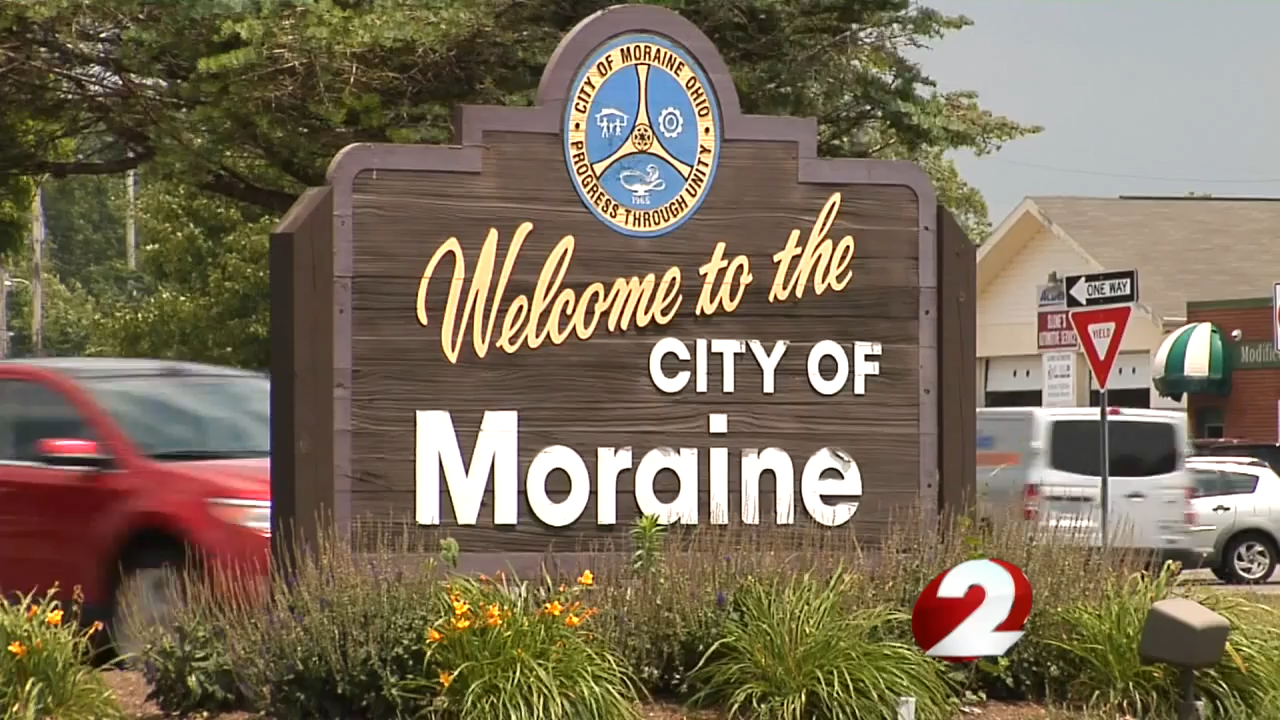 CITY OF MORAINE OHIO
PROGRESS THROUGH UNITY
1965
Welcome to the
CITY OF
Moraine
ONE WAY
YIELD
2